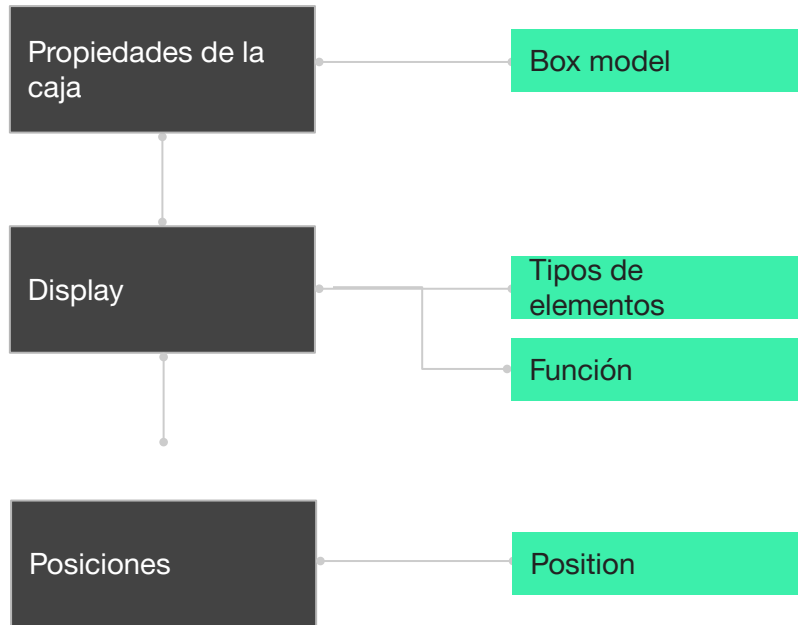 Propiedades de la
caja
Box model
Display
Tipos de
elementos
Función
Posiciones
Position